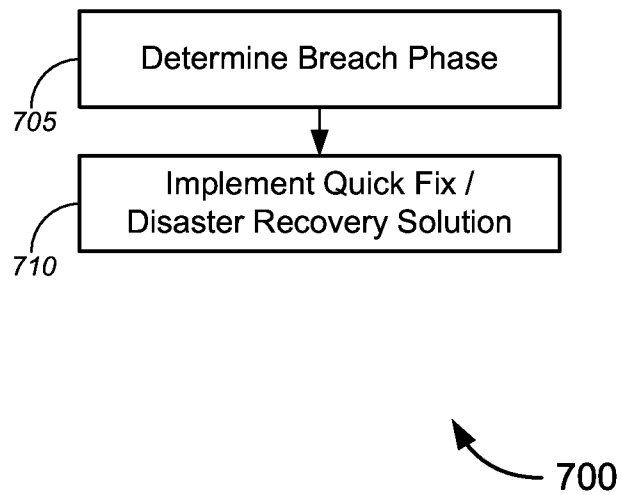 Determine Breach Phase
705
Implement Quick Fix /
Disaster Recovery Solution
710
700